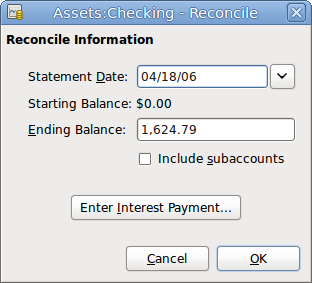 Assets:Checking - Reconcile
Reconcile Information
Statement Date: 04/18/06
Starting Balance: $0.00
Ending Balance: 1,624.79
Include subaccounts
Enter Interest Payment...
Cancel OK